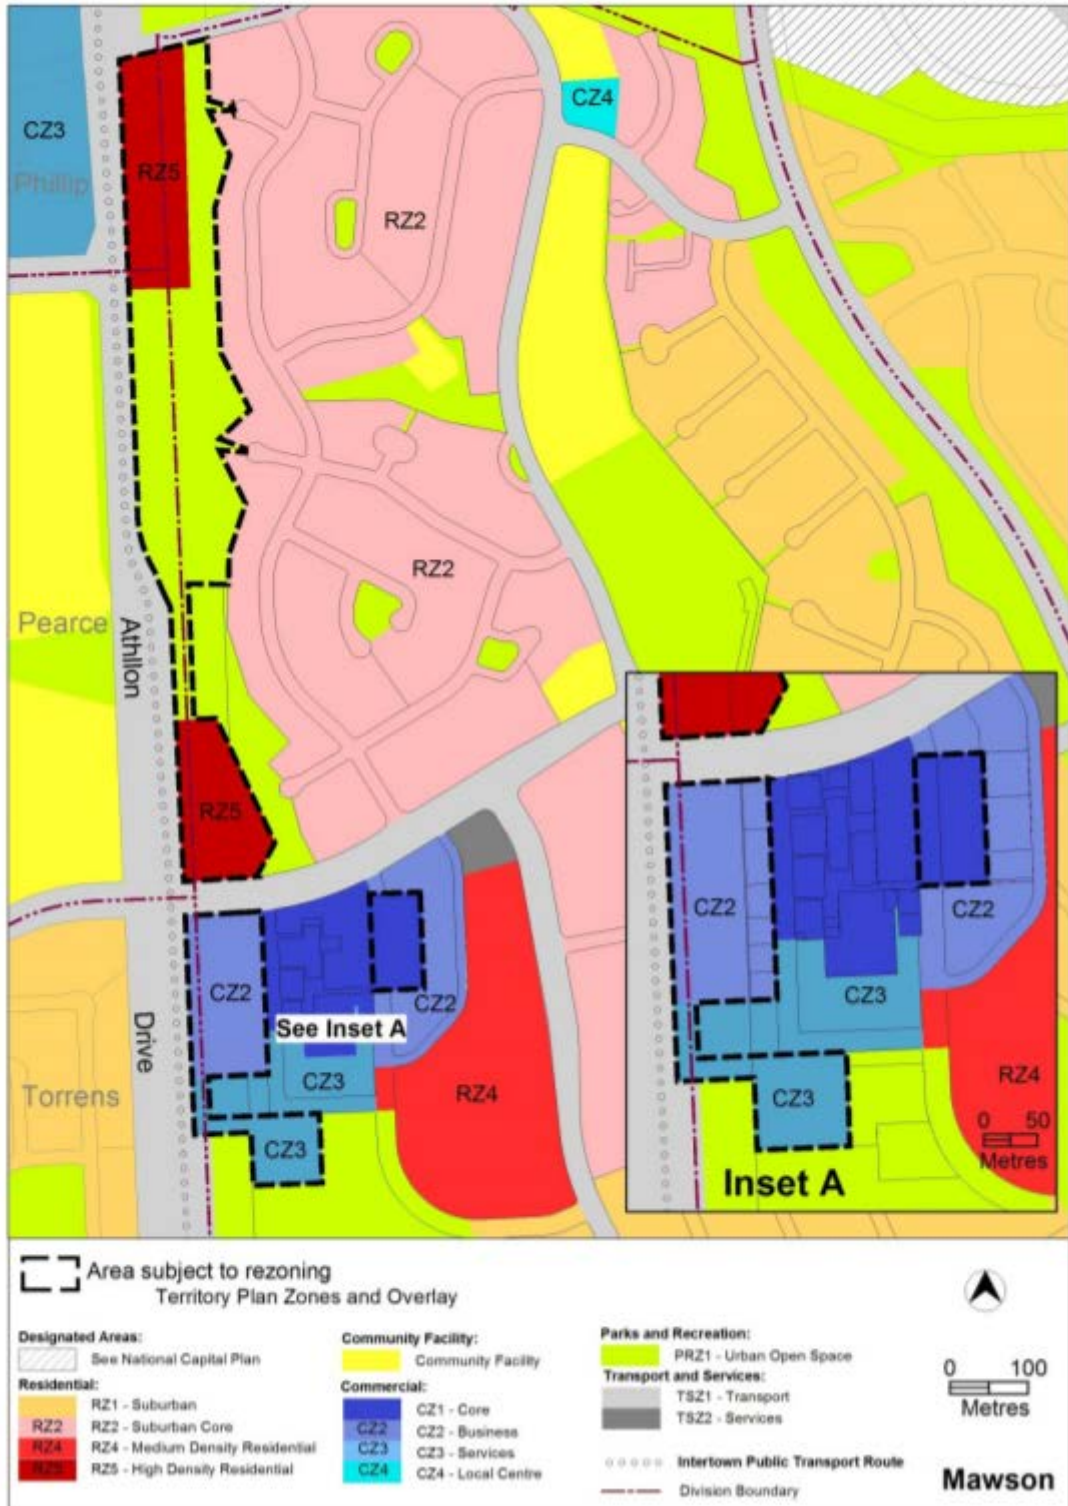 CZ3
Phillip
RZ5
CZ4
RZ2
RZ2
Pearce
Athllon
RZ5
CZ2
CZ2
See Inset A
Drive
CZ3
Torrens
RZ4
CZ3
CZ2
CZ2
CZ3
RZ4
CZ3
0 50
Metres
Inset A
Area subject to rezoning
Territory Plan Zones and Overlay
Designated Areas:
See National Capital Plan
Residential:
RZ1 - Suburban
RZ2 RZ2 - Suburban Core
RZ4 RZ4 - Medium Density Residential
RZ5 RZ5 - High Density Residential
Community Facility:
Community Facility
Commercial:
CZ1 - Core
CZ2 CZ2 - Business
CZ3 CZ3 - Services
CZ4 CZ4 - Local Centre
Parks and Recreation:
PRZ1 - Urban Open Space
Transport and Services:
TSZ1 - Transport
TSZ2 - Services
Intertown Public Transport Route
Division Boundary
0 100
Metres
Mawson